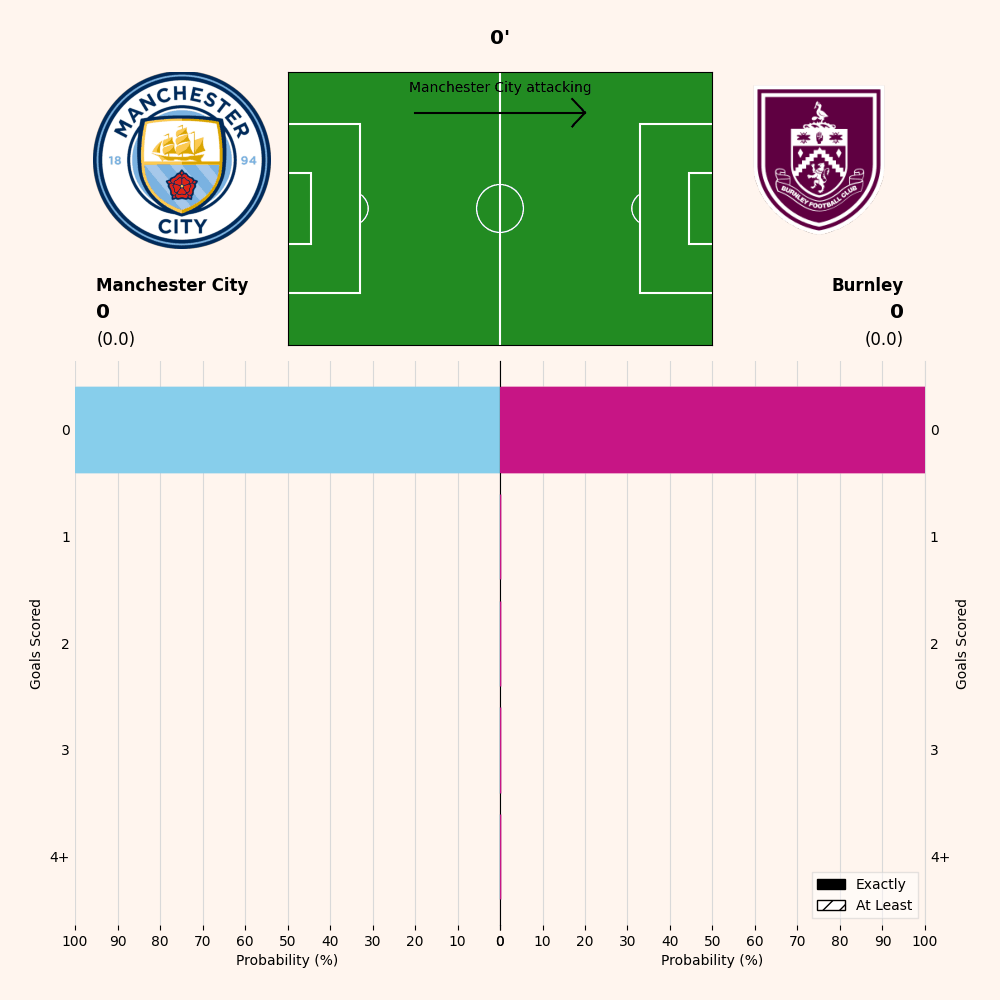 0'
Manchester City attacking
MANCHESTER
18 94
CITY
BURNLEY FOOTBALL CLUB
Manchester City
0
(0.0)
Burnley
0
(0.0)
0 0
1 1
2 2
3 3
4+ 4+
Goals Scored
Goals Scored
Exactly
At Least
100 90 80 70 60 50 40 30 20 10 0 10 20 30 40 50 60 70 80 90 100
Probability (%)
Probability (%)